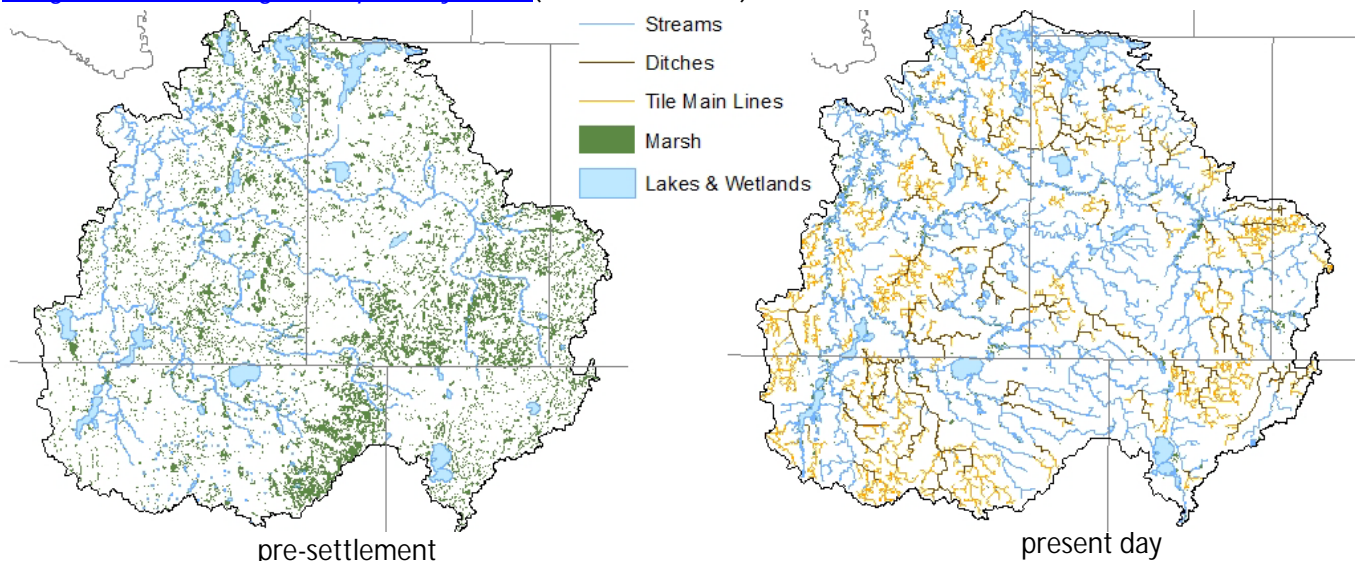 Streams
Ditches
Tile Main Lines
Marsh
Lakes & Wetlands
pre-settlement
present day